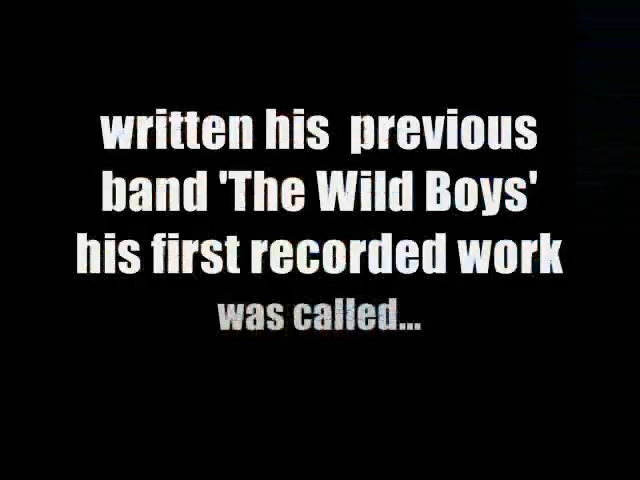 written his previous
band 'The Wild Boys'
his first recorded work
was called...